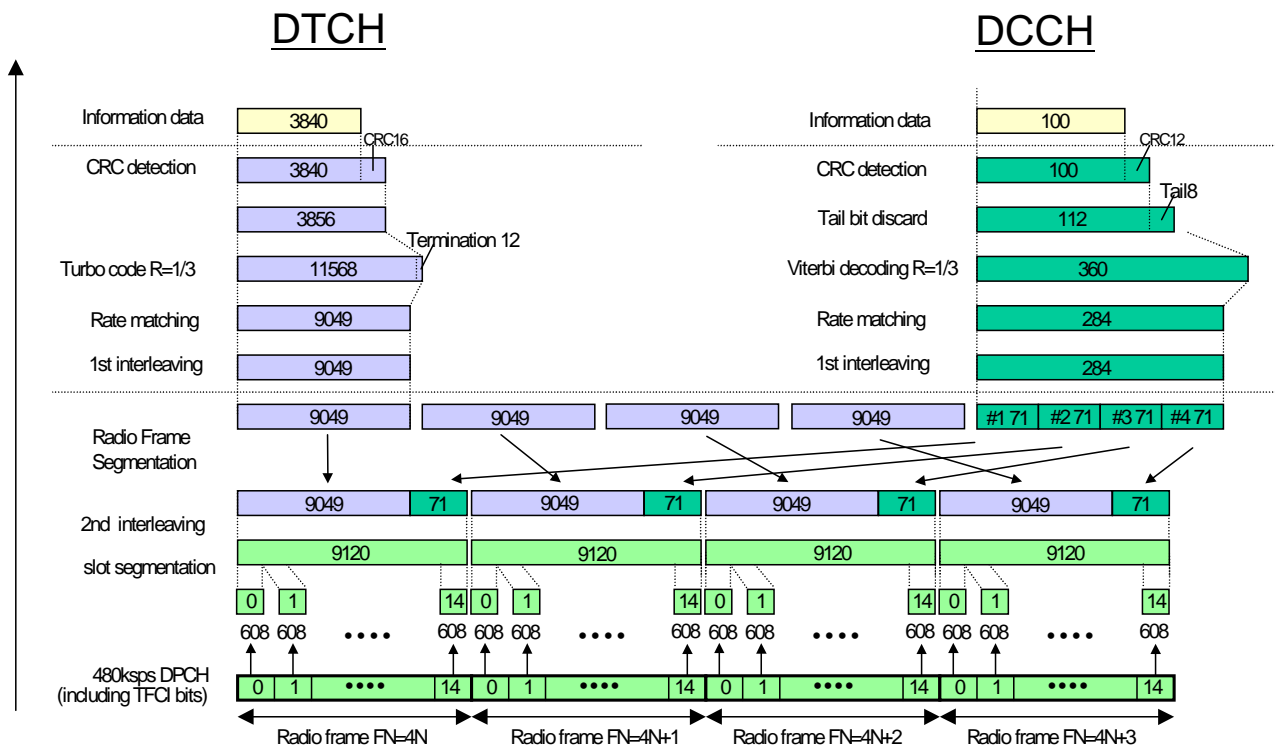 DTCH DCCH
Information data 3840 Information data 100
CRC16 CRC12
CRC detection 3840 CRC detection 100
Tail8
3856 Tail bit discard 112
Termination 12
Turbo code R=1/3 11568 Viterbi decoding R=1/3 360
Rate matching 9049 Rate matching 284
1st interleaving 9049 1st interleaving 284
9049 9049 9049 9049 #1 71 #2 71 #3 71 #4 71
Radio Frame
Segmentation
9049 71 9049 71 9049 71 9049 71
2nd interleaving
9120 9120 9120 9120
slot segmentation
0 1 14 0 1 14 0 1 14 0 1 14
608 608 •••• 608 608 608 •••• 608 608 608 •••• 608 608 608 •••• 608
480ksps DPCH
(including TFCI bits)
0 1 •••• 14 0 1 •••• 14 0 1 •••• 14 0 1 •••• 14
Radio frame FN=4N Radio frame FN=4N+1 Radio frame FN=4N+2 Radio frame FN=4N+3